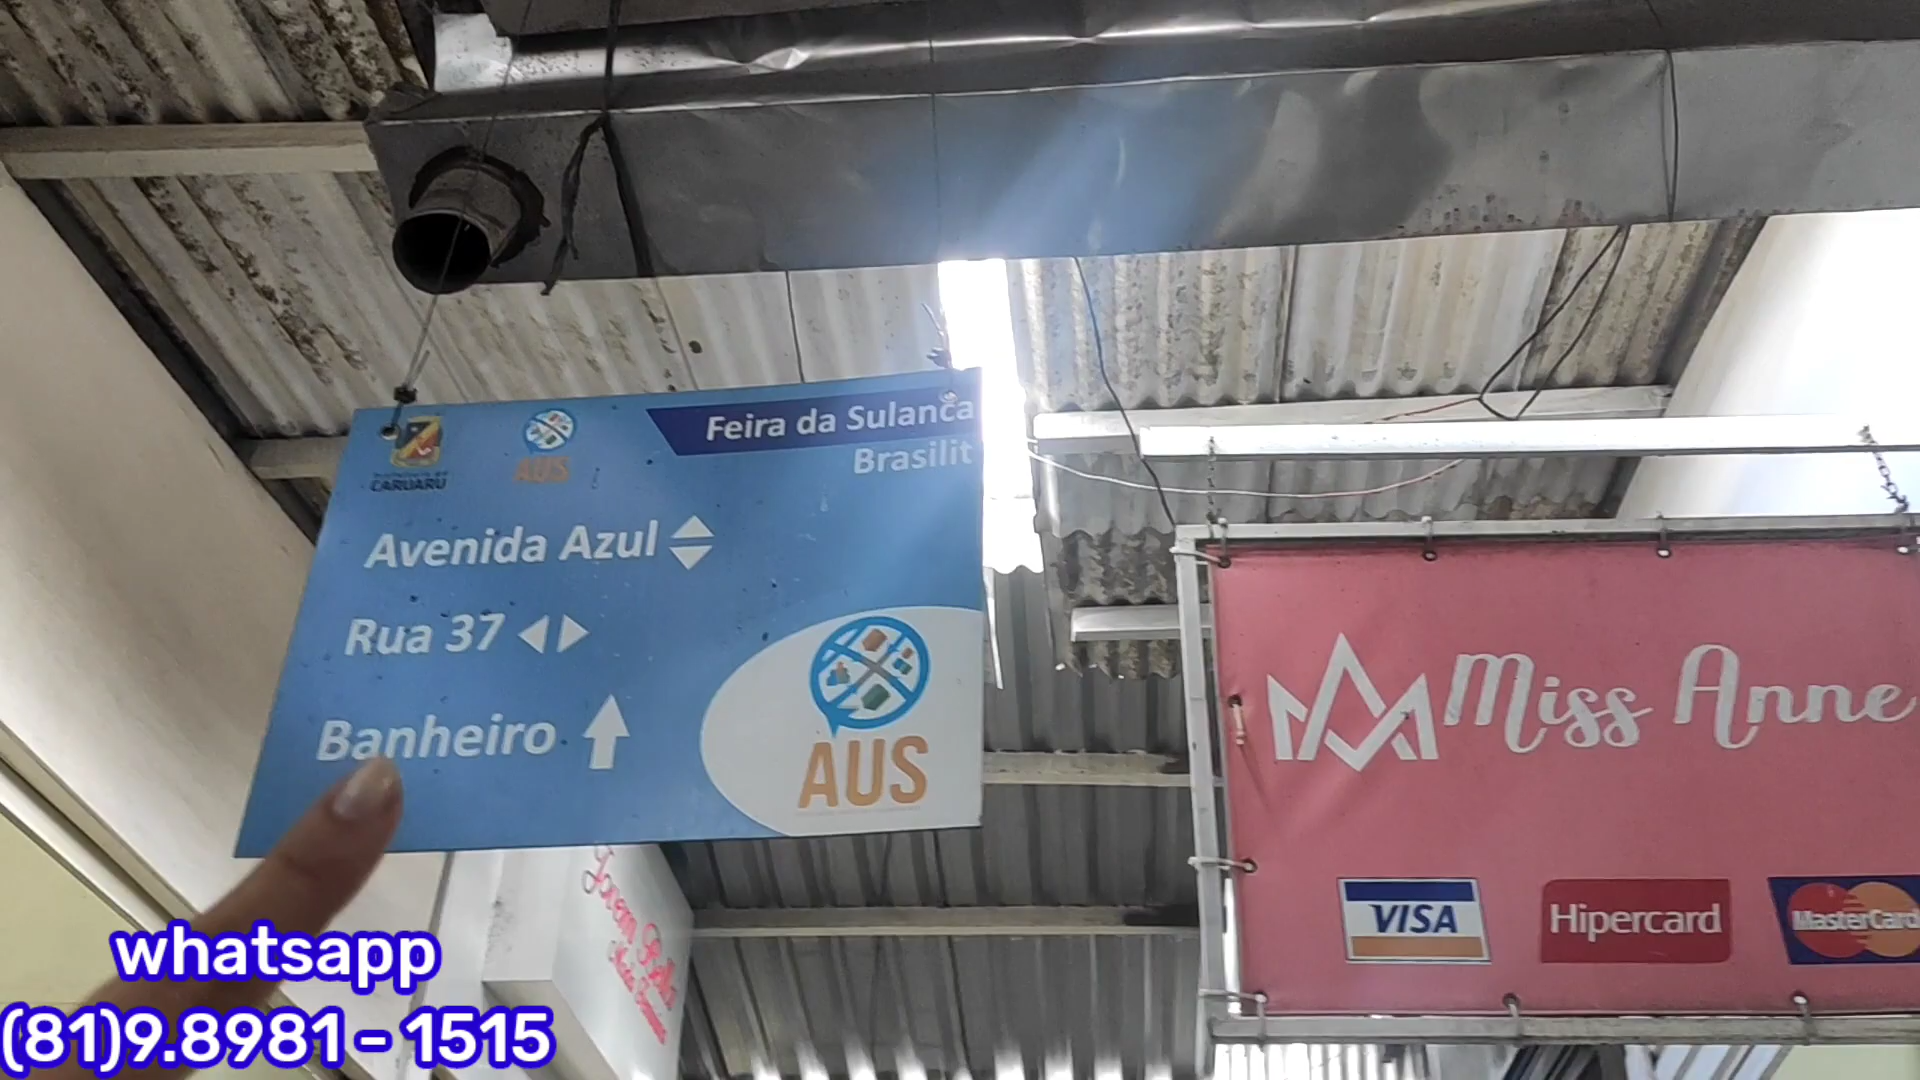 Feira da Sulanca
Brasilit
CARUARU
AUS
Avenida Azul
Rua 37
Banheiro
AUS
Miss Anne
VISA
Hipercard
MasterCard
whatsapp
(81)9.8981 - 1515